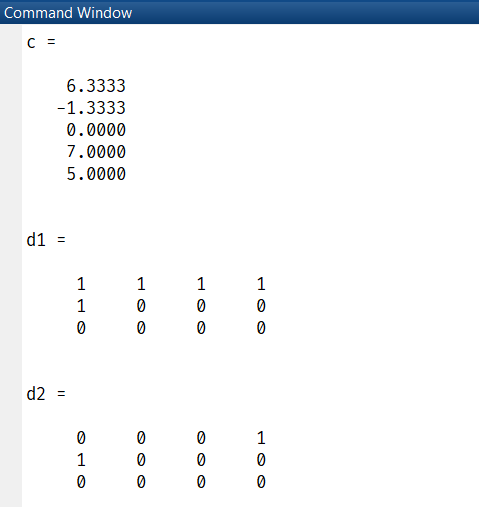 Command Window
c =
6.3333
-1.3333
0.0000
7.0000
5.0000
d1 =
1 1 1 1
1 0 0 0
0 0 0 0
d2 =
0 0 0 1
1 0 0 0
0 0 0 0